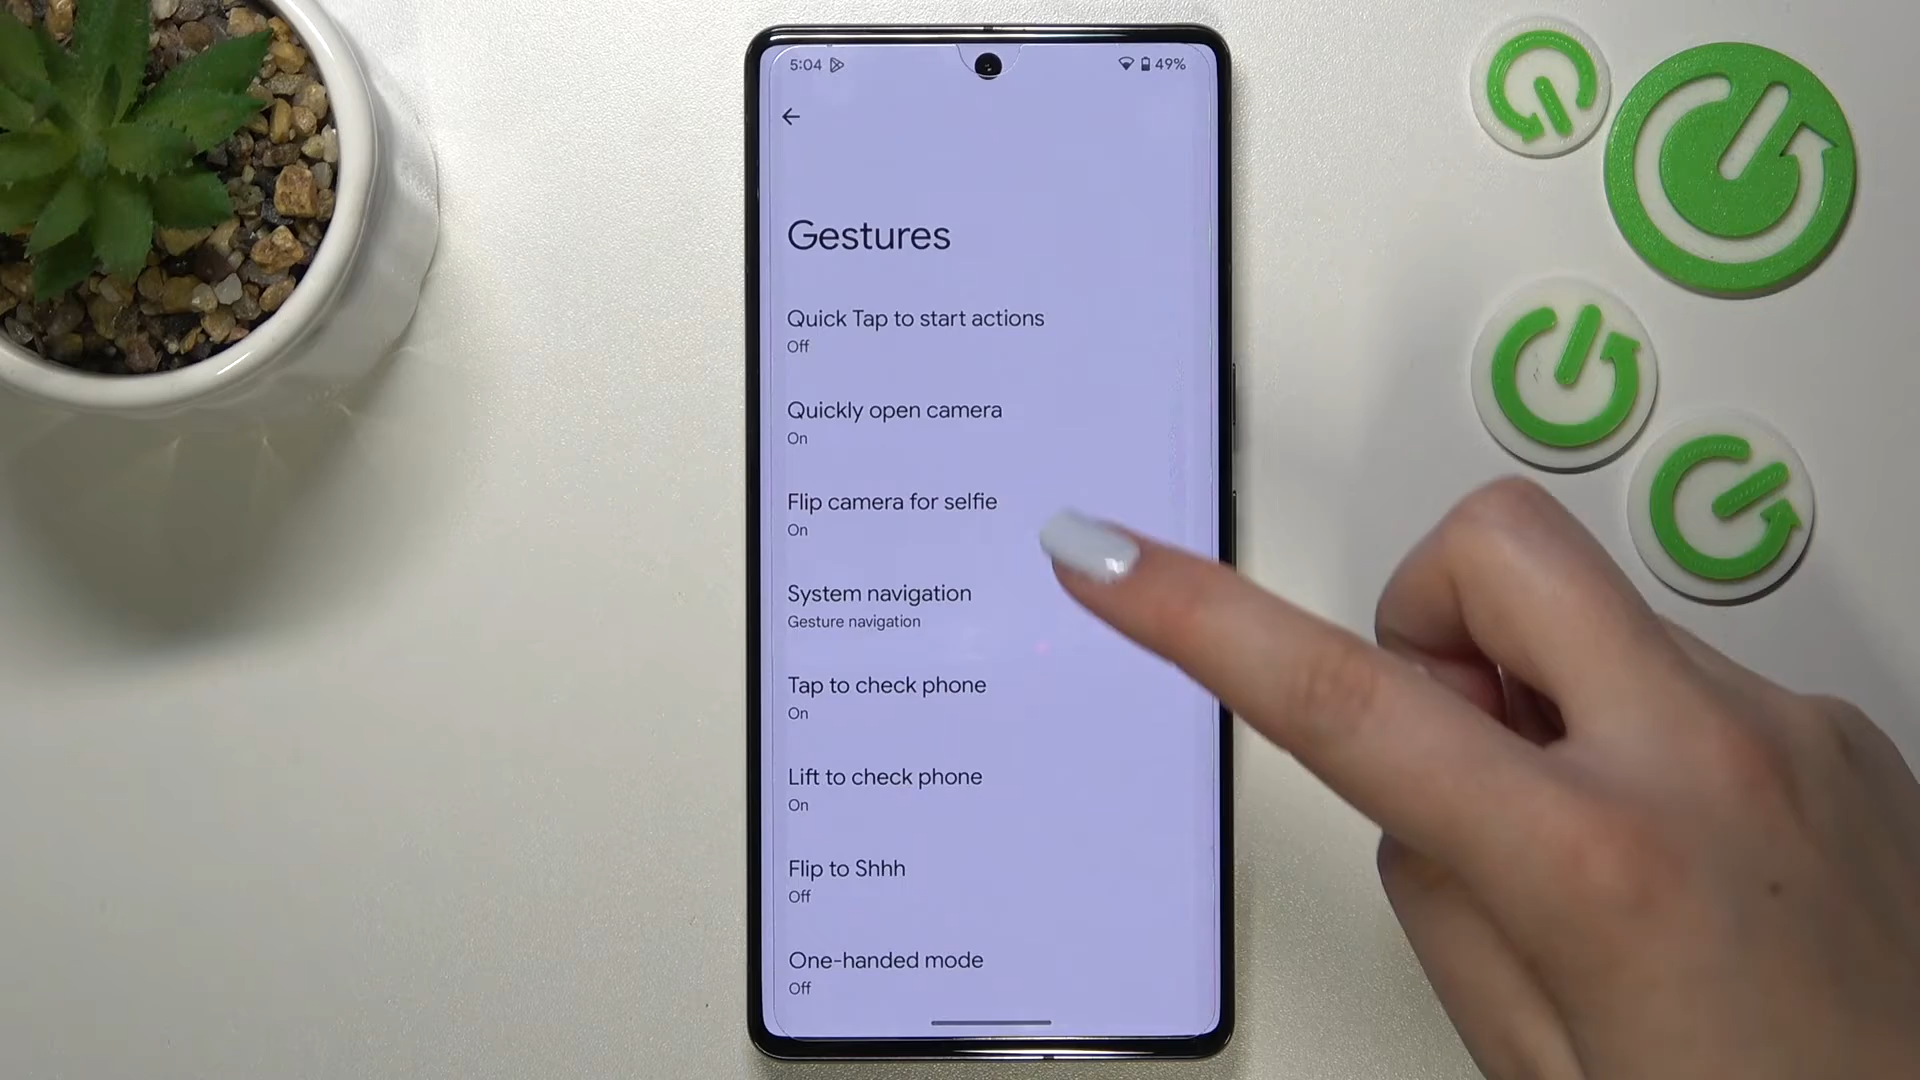 5:04
49%
Gestures
Quick Tap to start actions
Off
Quickly open camera
On
Flip camera for selfie
On
System navigation
Gesture navigation
Tap to check phone
On
Lift to check phone
On
Flip to Shhh
Off
One-handed mode
Off